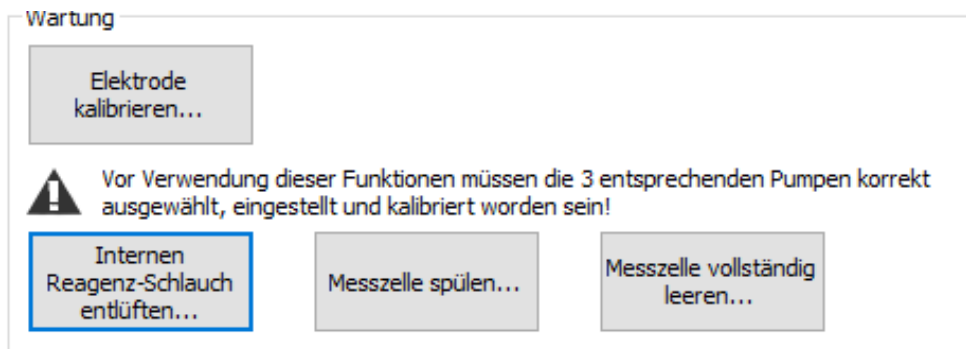 Wartung
Elektrode
kalibrieren...
Vor Verwendung dieser Funktionen müssen die 3 entsprechenden Pumpen korrekt
ausgewählt, eingestellt und kalibriert worden sein!
Internen
Reagenz-Schlauch
entlüften...
Messzelle spülen...
Messzelle vollständig
leeren...